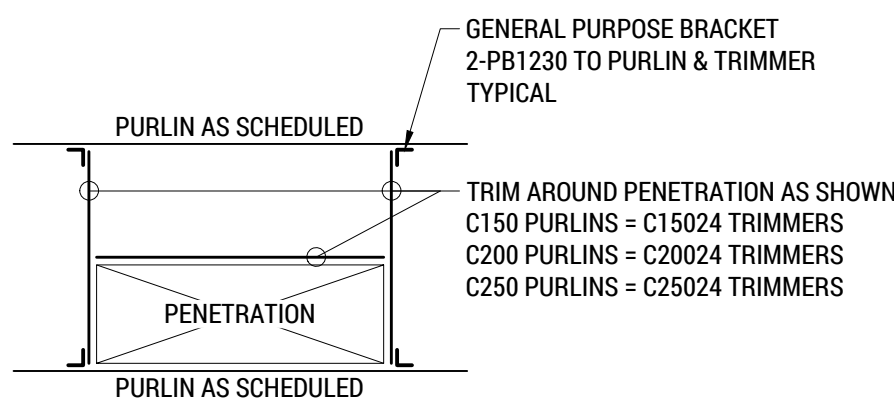 GENERAL PURPOSE BRACKET
2-PB1230 TO PURLIN & TRIMMER
TYPICAL
PURLIN AS SCHEDULED
TRIM AROUND PENETRATION AS SHOWN
C150 PURLINS = C15024 TRIMMERS
C200 PURLINS = C20024 TRIMMERS
C250 PURLINS = C25024 TRIMMERS
PENETRATION
PURLIN AS SCHEDULED